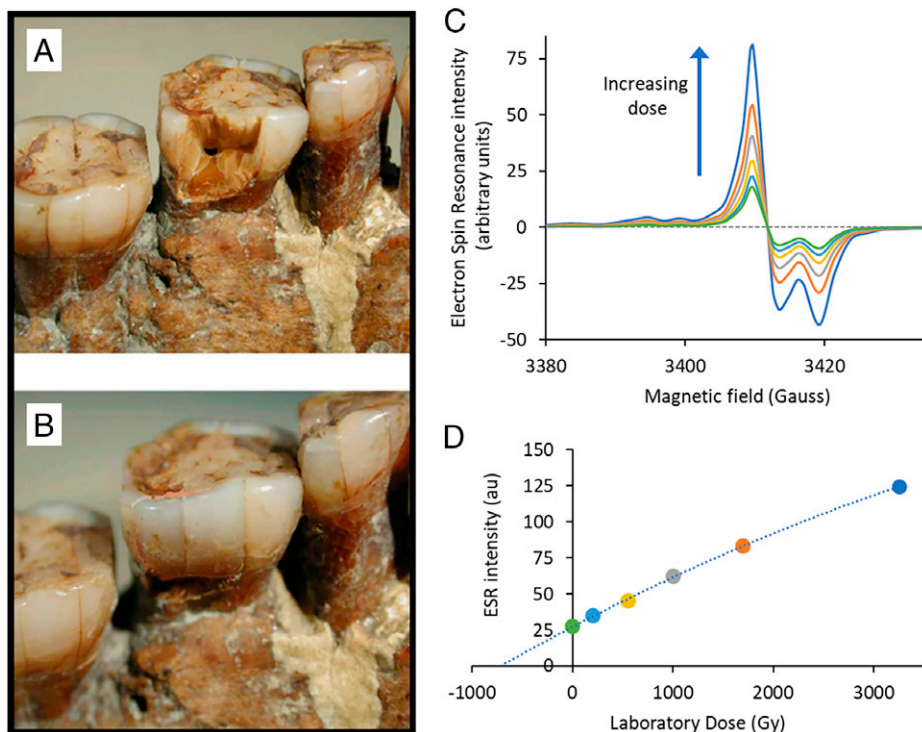 A
B
C
Electron Spin Resonance intensity
(arbitrary units)
75
50
25
0
-25
-50
Increasing
dose
3380
3400
3420
Magnetic field (Gauss)
D
ESR intensity (au)
150
125
100
75
50
25
0
-1000
0
1000
2000
3000
Laboratory Dose (Gy)